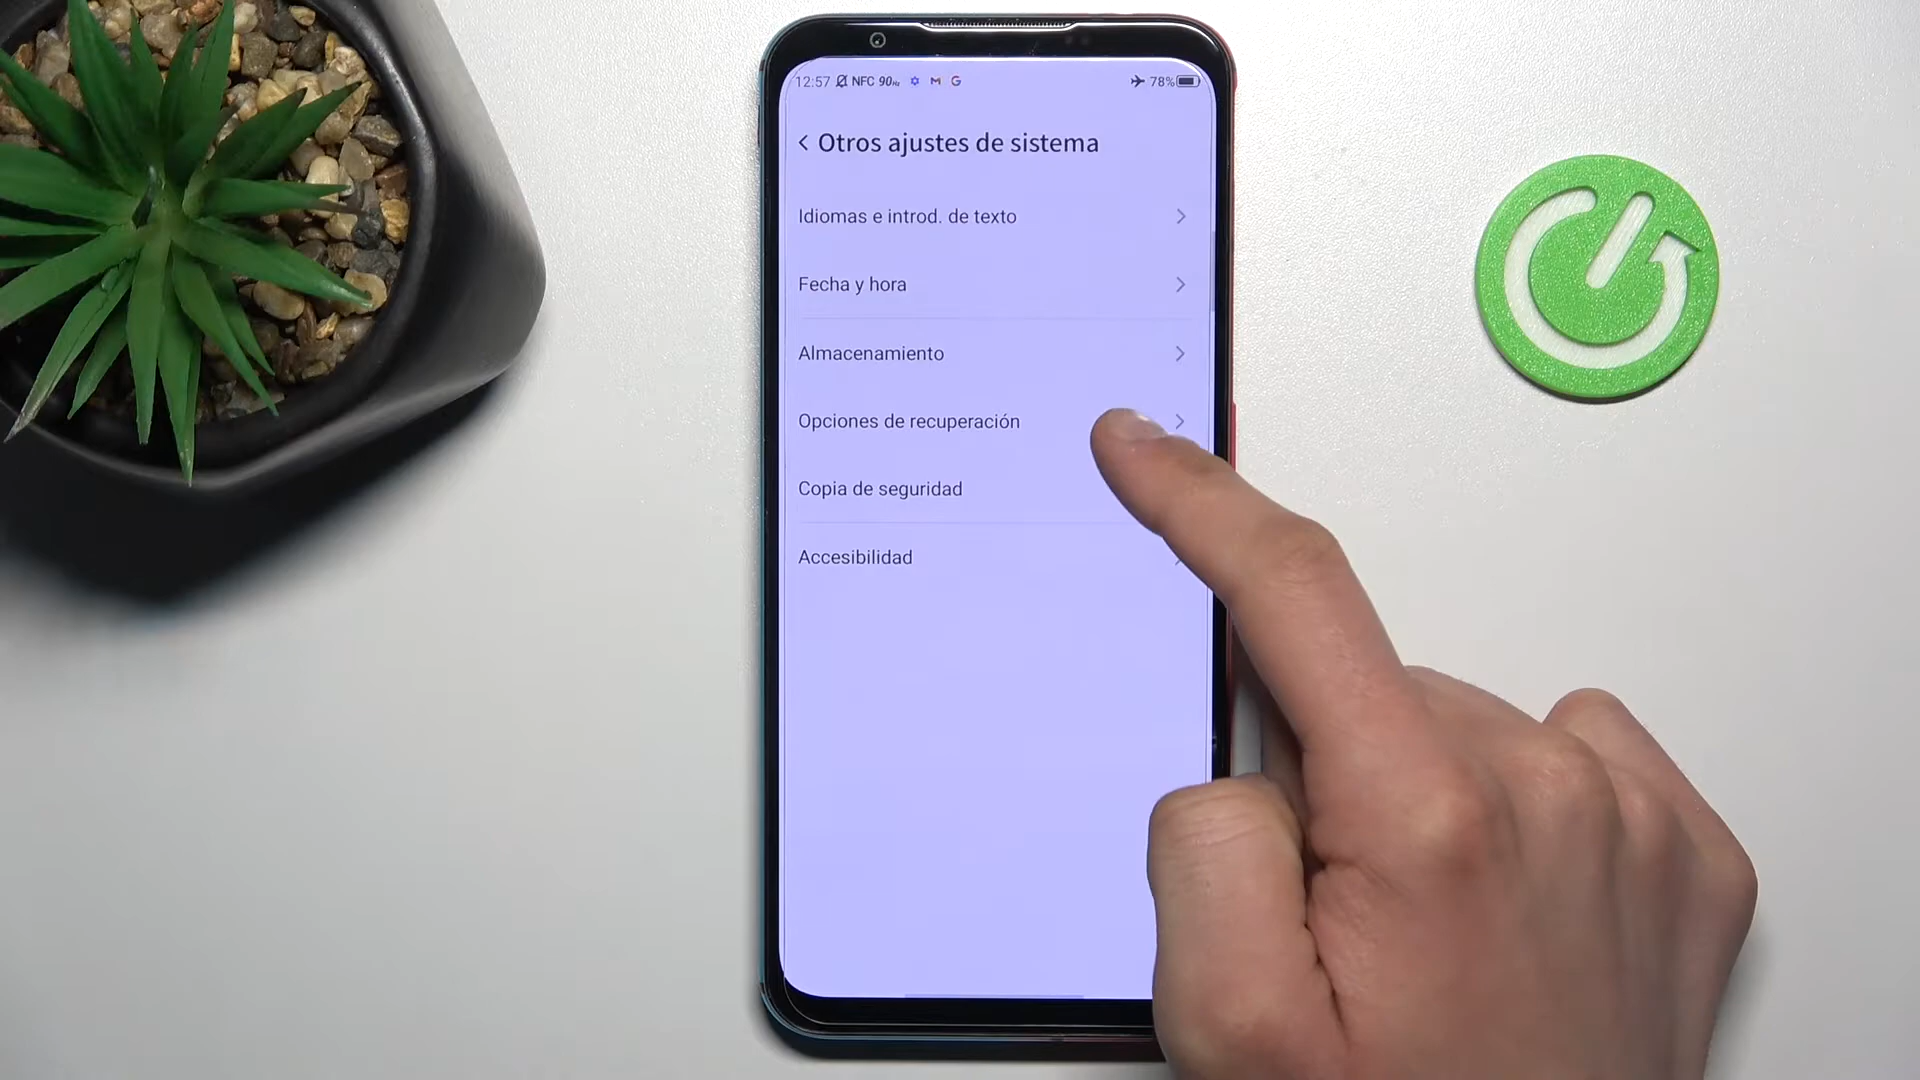 12:57 NFC 90Hz M G 78%
Otros ajustes de sistema
Idiomas e introd. de texto
Fecha y hora
Almacenamiento
Opciones de recuperación
Copia de seguridad
Accesibilidad